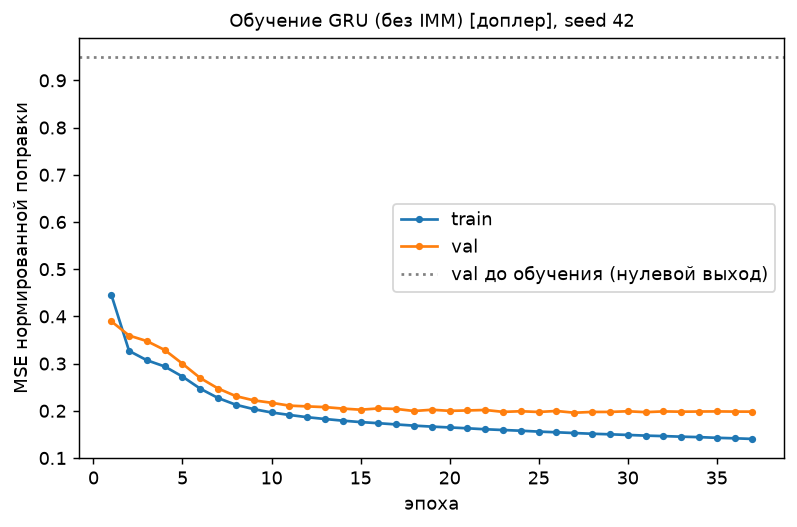 Обучение GRU (без IMM) [доплер], seed 42
MSE нормированной поправки
0.9
0.8
0.7
0.6
0.5
0.4
0.3
0.2
0.1
train
val
val до обучения (нулевой выход)
0 5 10 15 20 25 30 35
эпоха